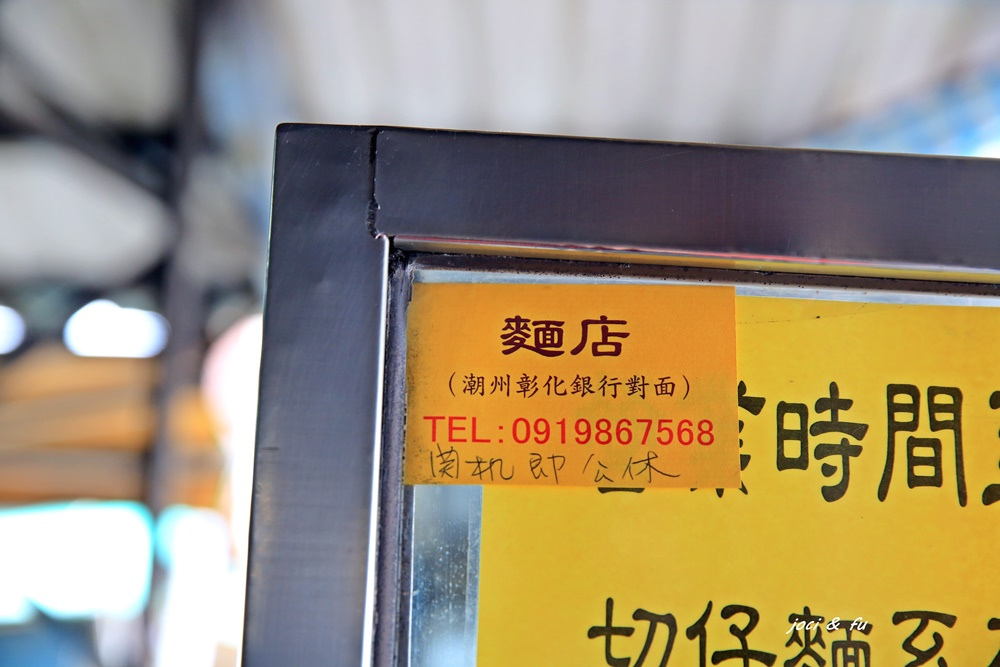 麵店
(潮州彰化銀行對面)
TEL:0919867568
関机即公休
業時間
切仔麵系
joci & fu